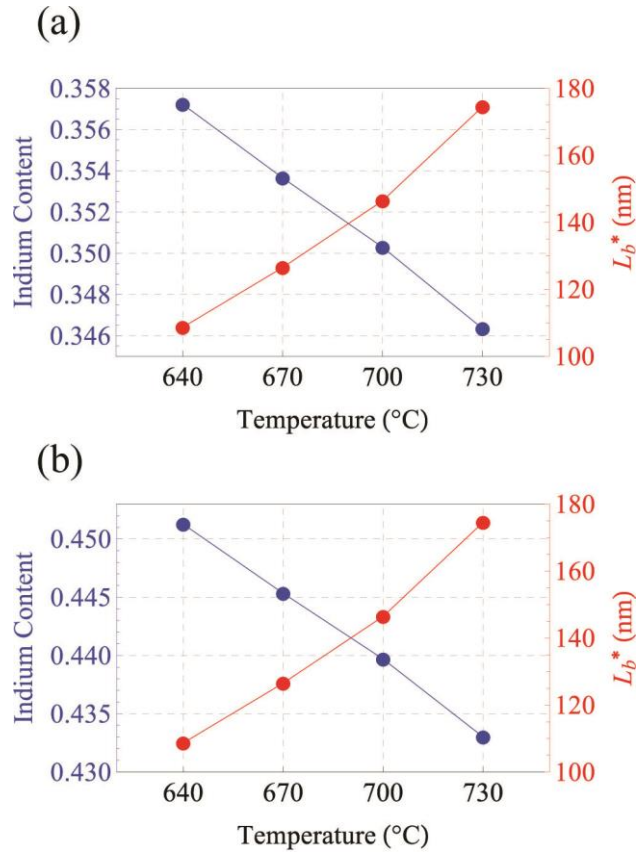 (a)
0.358
0.356
0.354
0.352
0.350
0.348
0.346
Indium Content
180
160
140
120
100
L_b* (nm)
640 670 700 730
Temperature (°C)
(b)
0.450
0.445
0.440
0.435
0.430
Indium Content
180
160
140
120
100
L_b* (nm)
640 670 700 730
Temperature (°C)